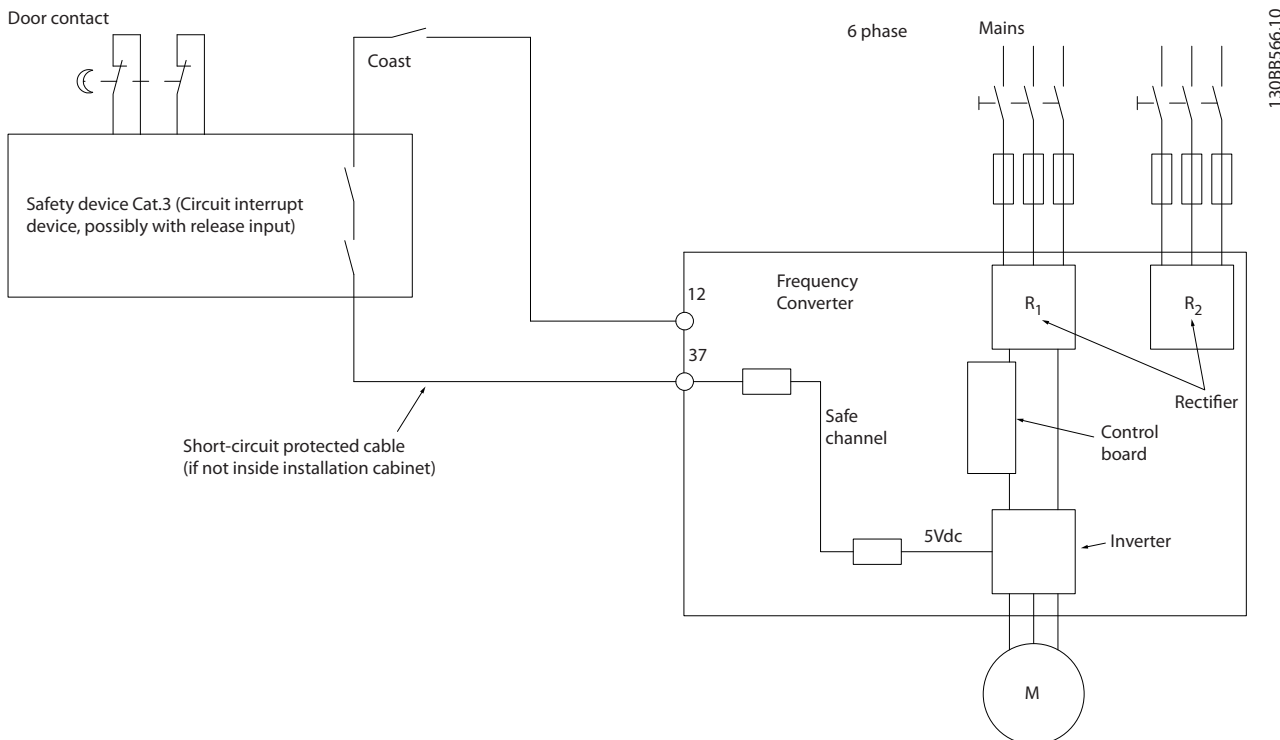 Door contact
Coast
6 phase
Mains
130BB566.10
Safety device Cat.3 (Circuit interrupt
device, possibly with release input)
12
Frequency
Converter
R1
R2
37
Safe
channel
Rectifier
Control
board
Short-circuit protected cable
(if not inside installation cabinet)
5Vdc
Inverter
M